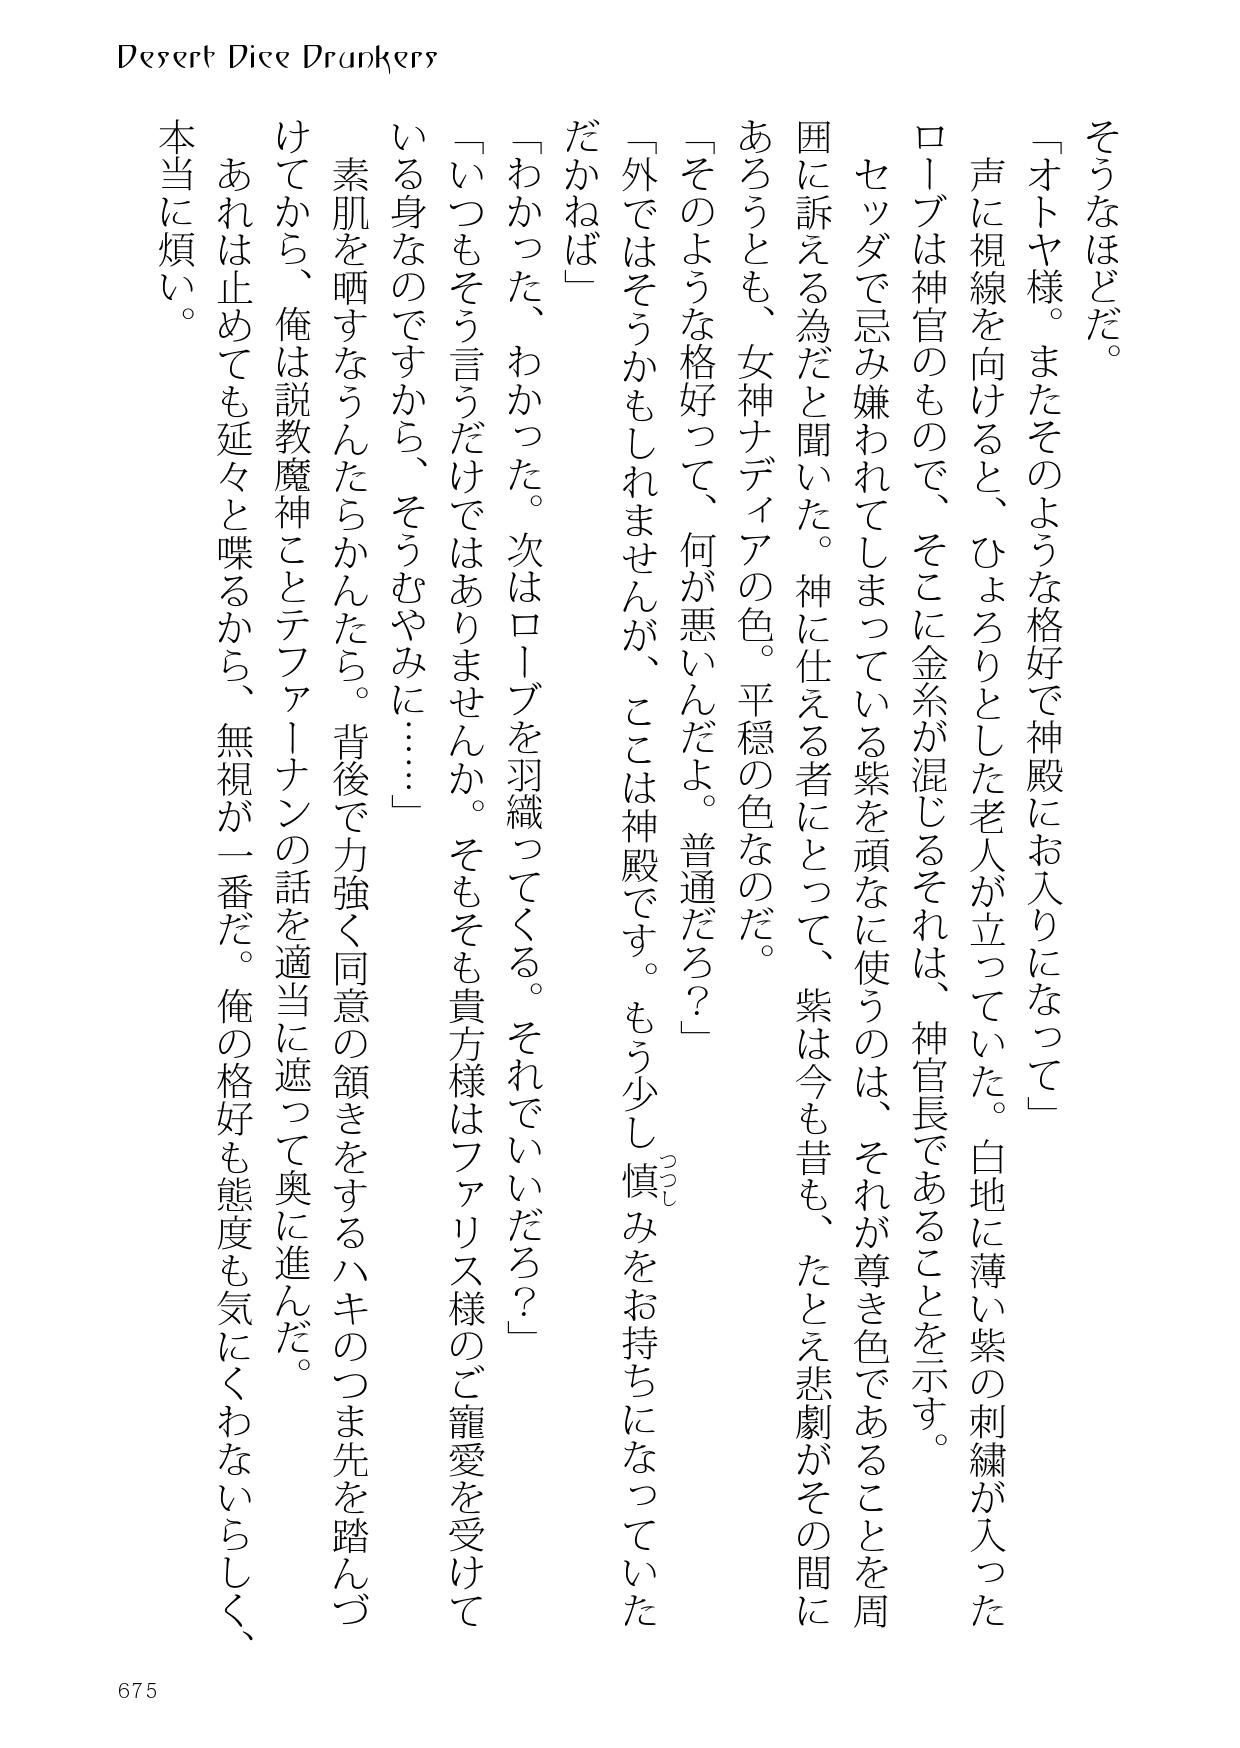 Desert Dice Drunkers
そうなほどだ。
「オトヤ様。またそのような格好で神殿にお入りになって」
　声に視線を向けると、ひょろりとした老人が立っていた。白地に薄い紫の刺繍が入った
ローブは神官のもので、そこに金糸が混じるそれは、神官長であることを示す。
　セッダで忌み嫌われてしまっている紫を頑なに使うのは、それが尊き色であることを周
囲に訴える為だと聞いた。神に仕える者にとって、紫は今も昔も、たとえ悲劇がその間に
あろうとも、女神ナディアの色。平穏の色なのだ。
「そのような格好って、何が悪いんだよ。普通だろ？」
「外ではそうかもしれませんが、ここは神殿です。もう少し慎つつしみをお持ちになっていた
だかねば」
「わかった、わかった。次はローブを羽織ってくる。それでいいだろ？」
「いつもそう言うだけではありませんか。そもそも貴方様はファリス様のご寵愛を受けて
いる身なのですから、そうむやみに……」
　素肌を晒すなうんたらかんたら。背後で力強く同意の頷きをするハキのつま先を踏んづ
けてから、俺は説教魔神ことテファーナンの話を適当に遮って奥に進んだ。
　あれは止めても延々と喋るから、無視が一番だ。俺の格好も態度も気にくわないらしく、
本当に煩い。
675